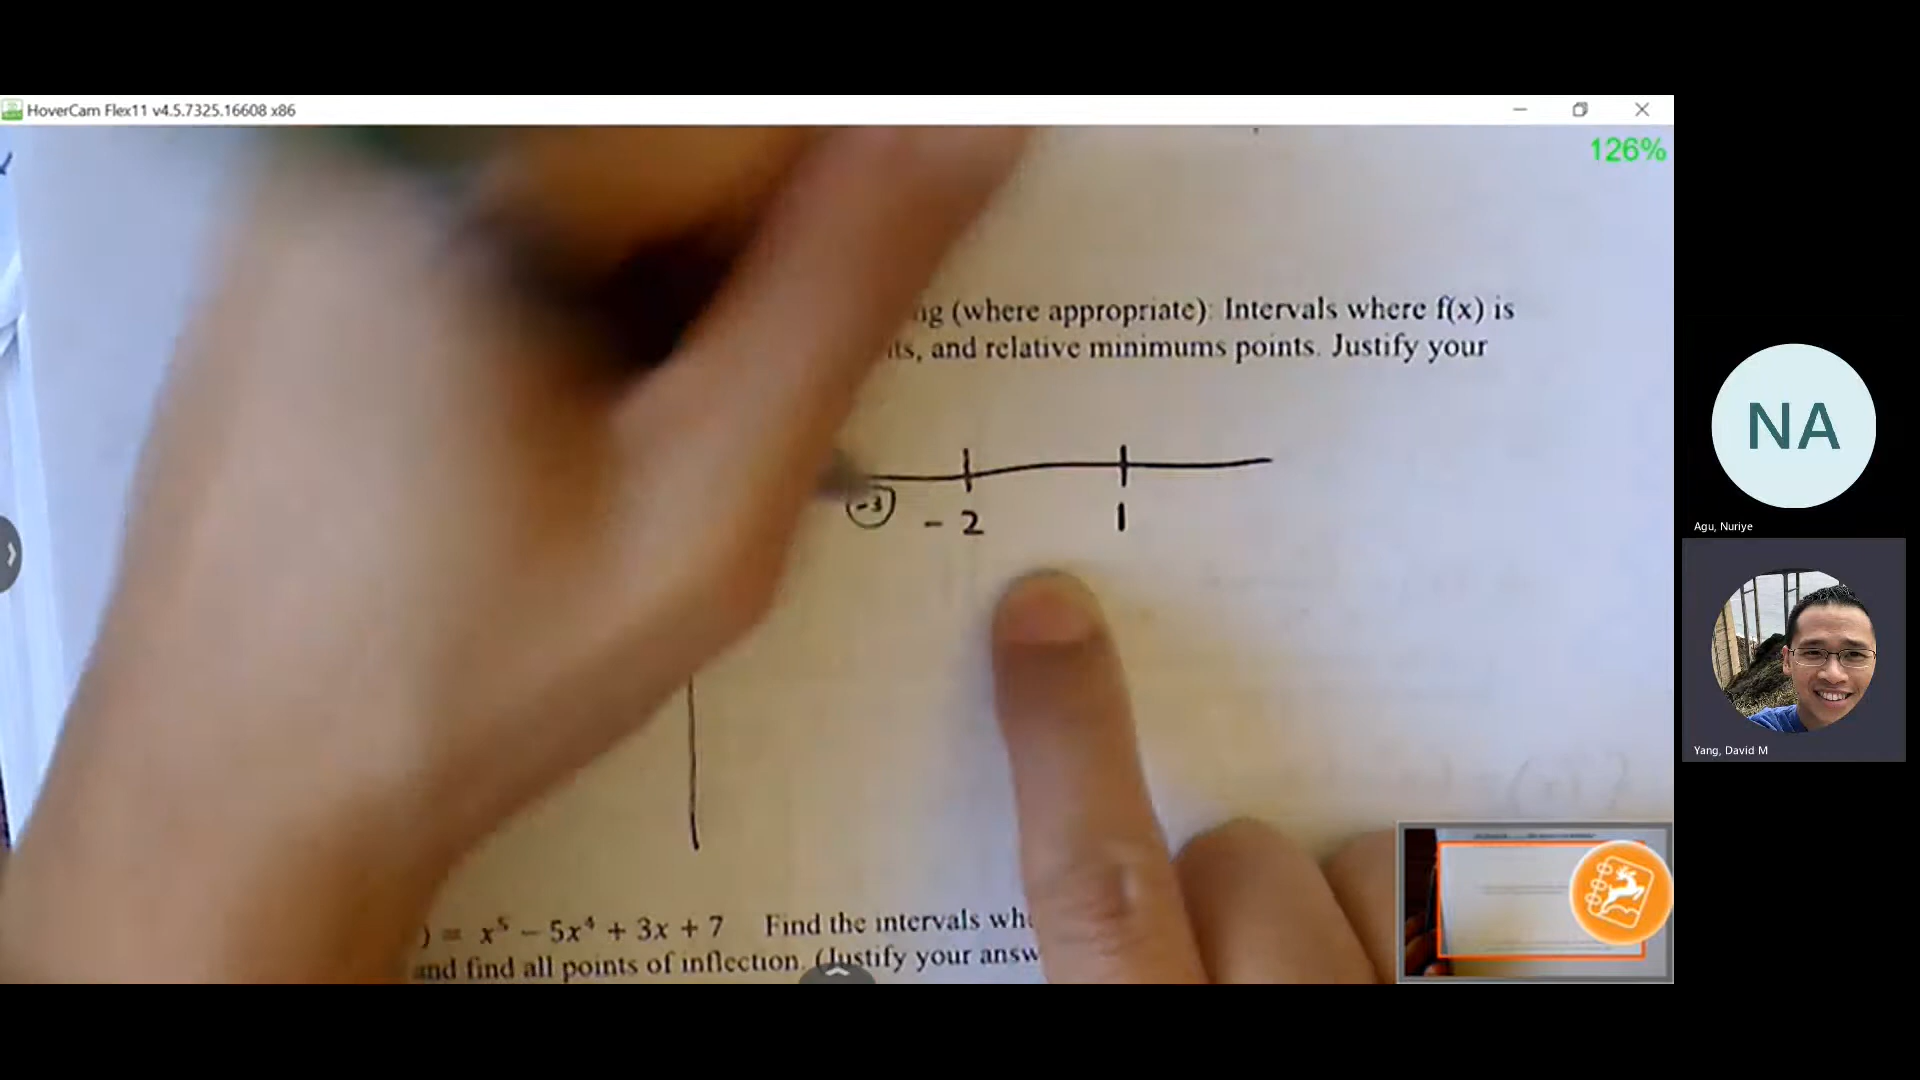 HoverCam Flex11 v4.5.7325.16608 x86
126%
(where appropriate): Intervals where f(x) is
and relative minimums points. Justify your
-3
- 2
1
) = x⁵ - 5x⁴ + 3x + 7 Find the intervals
and find all points of inflection. (Justify your
NA
Agu, Nuriye
Yang, David M